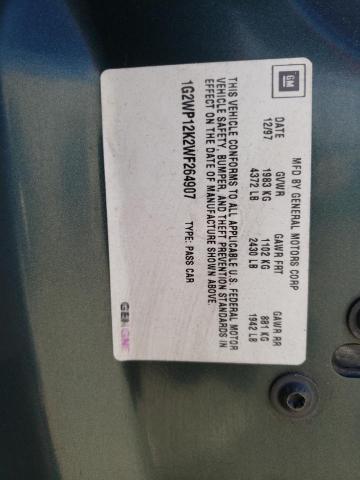 GM
MFD BY GENERAL MOTORS CORP
DATE GVWR GAWR FRT GAWR RR
12/97 1983 KG 1102 KG 881 KG
4372 LB 2430 LB 1942 LB
THIS VEHICLE CONFORMS TO ALL APPLICABLE U.S. FEDERAL MOTOR
VEHICLE SAFETY, BUMPER, AND THEFT PREVENTION STANDARDS IN
EFFECT ON THE DATE OF MANUFACTURE SHOWN ABOVE.
1G2WP12K2WF264907 TYPE: PASS CAR